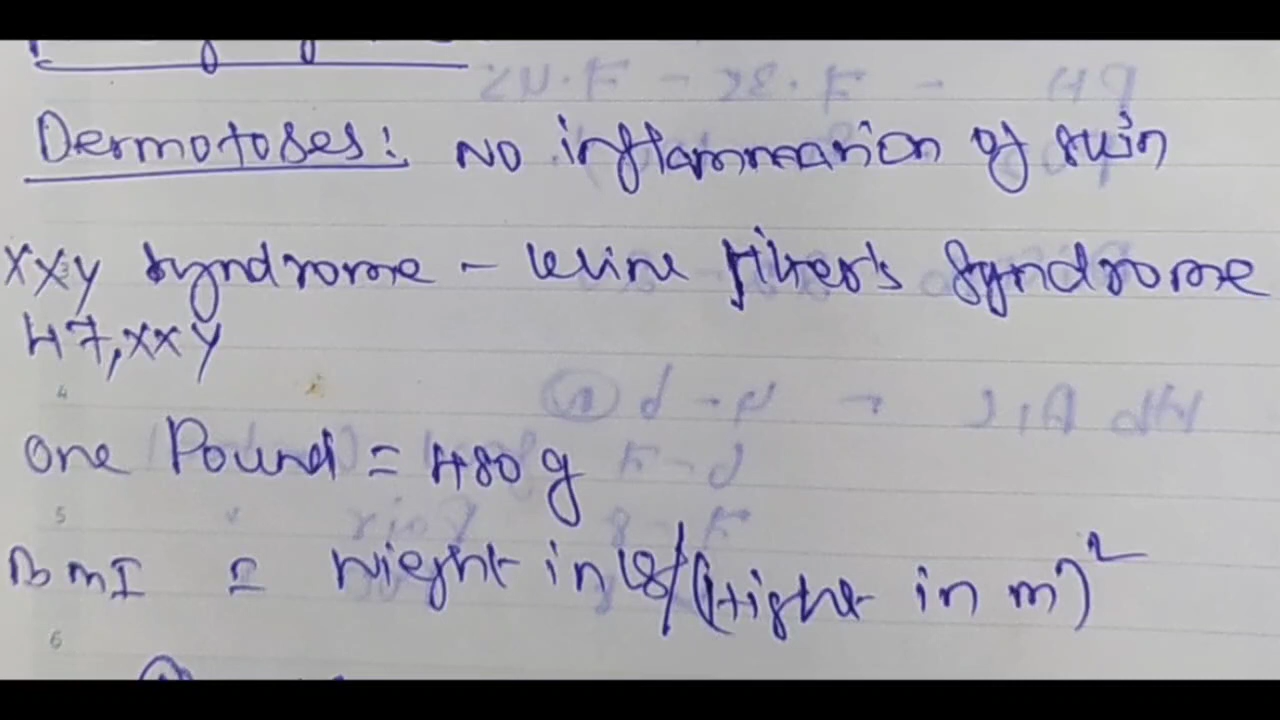 Dermotoses: NO inflammation of skin
XXY Syndrome - Kline filter's Syndrome
47,XXY
One Pound = 480 g
BMI = Wieght in kg/(Hight in m)²